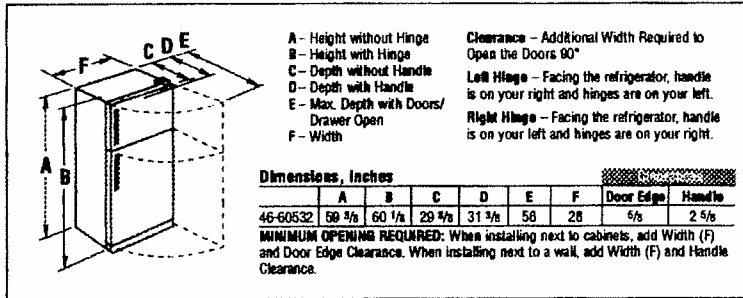 F C D E
A B
A – Height without Hinge
B – Height with Hinge
C – Depth without Handle
D – Depth with Handle
E – Max. Depth with Doors/
Drawer Open
F – Width
Clearance – Additional Width Required to
Open the Doors 90°
Left Hinge – Facing the refrigerator, handle
is on your right and hinges are on your left.
Right Hinge – Facing the refrigerator, handle
is on your left and hinges are on your right.
Dimensions, Inches
A B C D E F Door Edge Handle
46-60532 59 3/8 60 1/8 29 31 3/8 58 28 5/8 2 5/8
MINIMUM OPENING REQUIRED: When installing next to cabinets, add Width (F)
and Door Edge Clearance. When installing next to a wall, add Width (F) and Handle
Clearance.